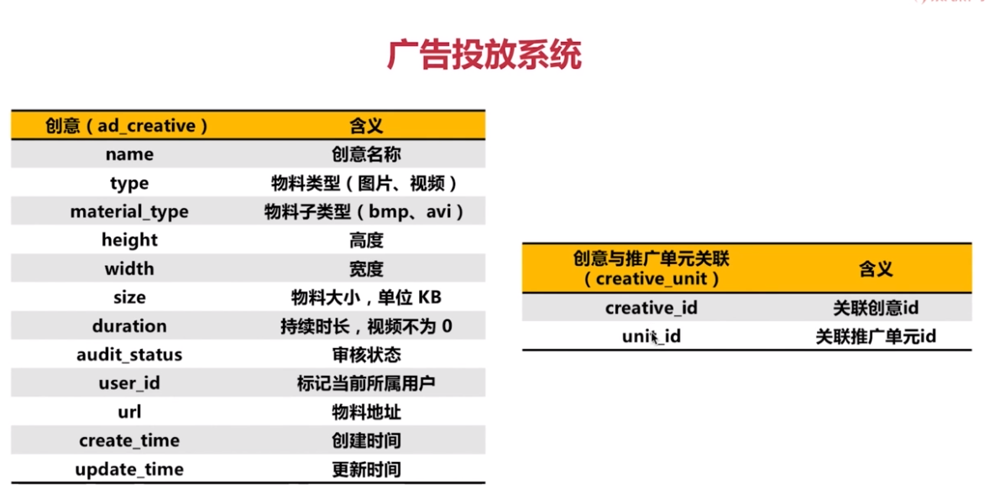 广告投放系统
创意（ad_creative） 含义
name 创意名称
type 物料类型（图片、视频）
material_type 物料子类型（bmp、avi）
height 高度
width 宽度
size 物料大小，单位 KB
duration 持续时长，视频不为 0
audit_status 审核状态
user_id 标记当前所属用户
url 物料地址
create_time 创建时间
update_time 更新时间
创意与推广单元关联
（creative_unit） 含义
creative_id 关联创意id
unit_id 关联推广单元id